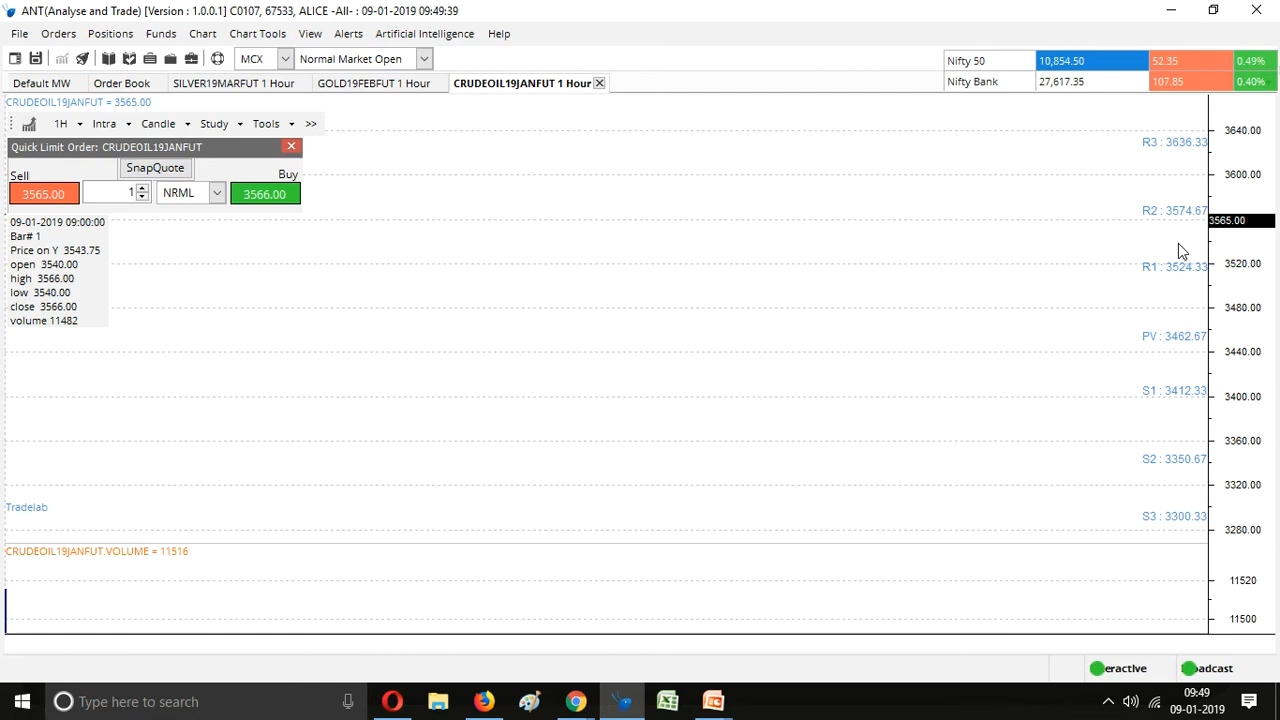 ANT(Analyse and Trade) [Version : 1.0.0.1] C0107, 67533, ALICE -All- : 09-01-2019 09:49:39
File Orders Positions Funds Chart Chart Tools View Alerts Artificial Intelligence Help
MCX Normal Market Open
Nifty 50 10,854.50 52.35 0.49%
Nifty Bank 27,617.35 107.85 0.40%
Default MW Order Book SILVER19MARFUT 1 Hour GOLD19FEBFUT 1 Hour CRUDEOIL19JANFUT 1 Hour
CRUDEOIL19JANFUT = 3565.00
1H Intra Candle Study Tools >>
Quick Limit Order: CRUDEOIL19JANFUT
SnapQuote
Sell Buy
3565.00 1 NRML 3566.00
09-01-2019 09:00:00
Bar# 1
Price on Y 3543.75
open 3540.00
high 3566.00
low 3540.00
close 3566.00
volume 11482
R3 : 3636.33
R2 : 3574.67
R1 : 3524.33
PV : 3462.67
S1 : 3412.33
S2 : 3350.67
S3 : 3300.33
3640.00
3600.00
3565.00
3520.00
3480.00
3440.00
3400.00
3360.00
3320.00
3280.00
Tradelab
CRUDEOIL19JANFUT.VOLUME = 11516
11520
11500
eractive
Type here to search
09:49
09-01-2019